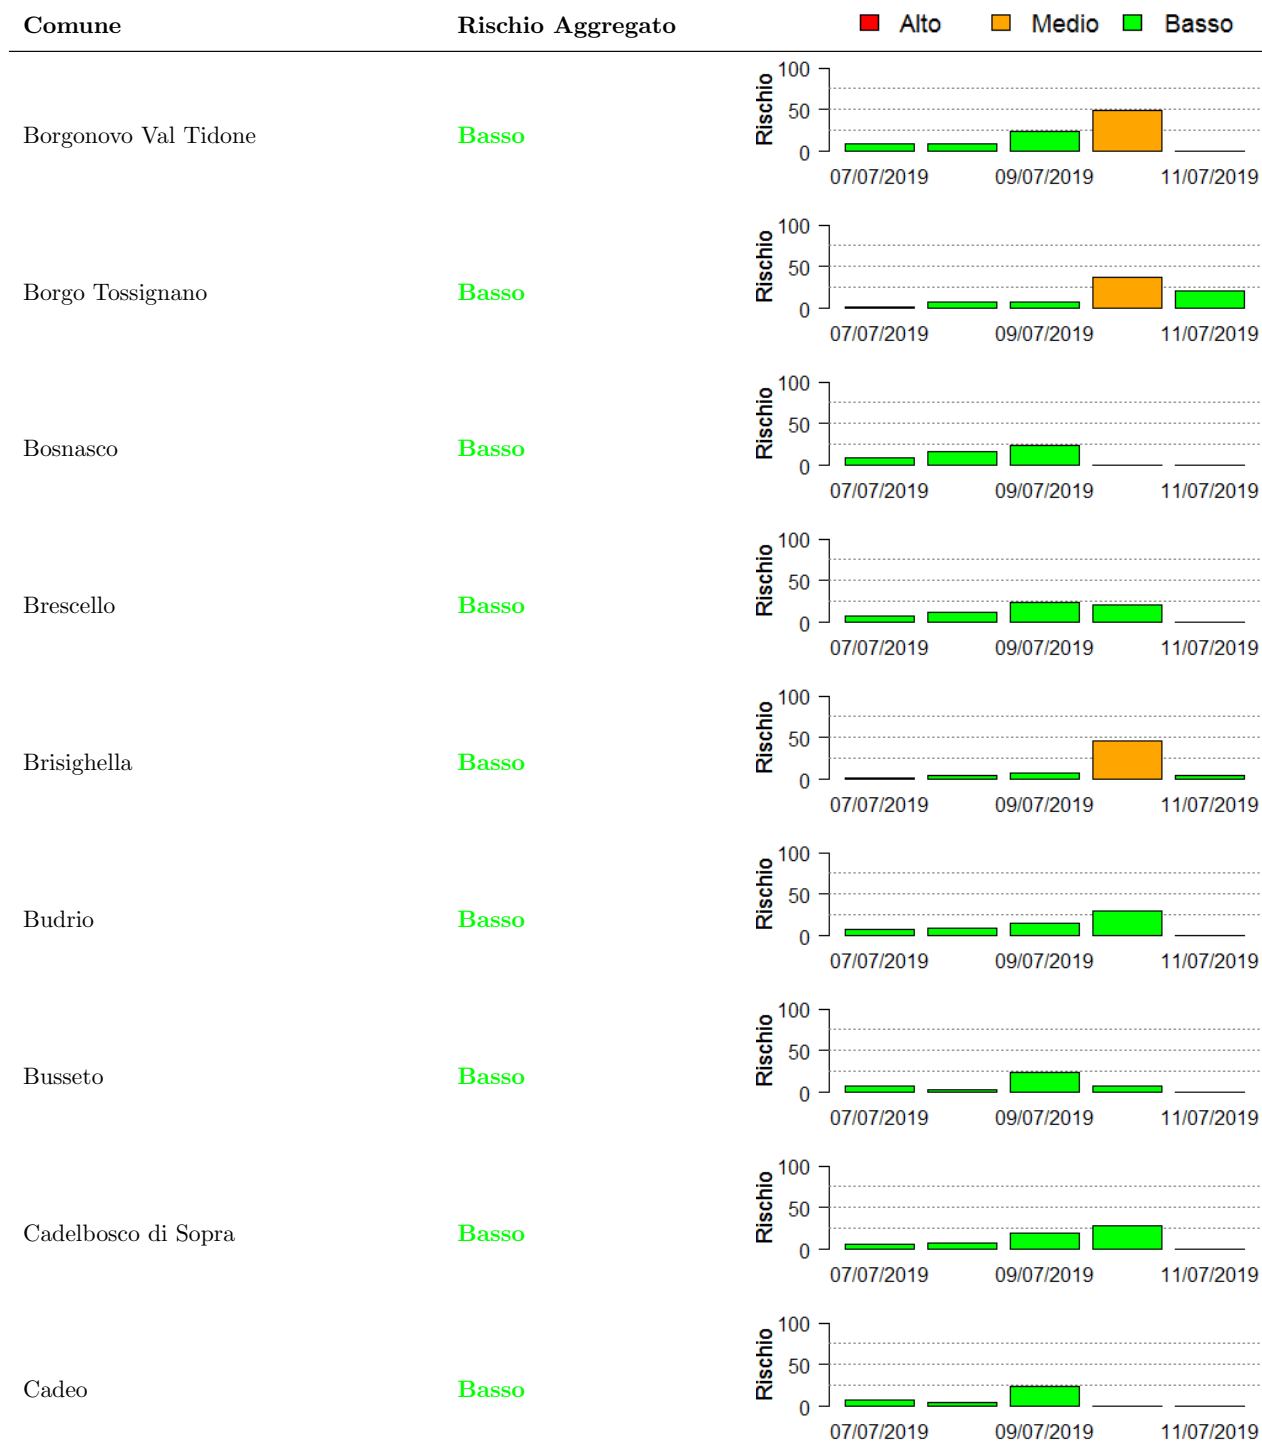 Comune Rischio Aggregato Alto Medio Basso
Borgonovo Val Tidone Basso
Rischio
100
50
0
07/07/2019 09/07/2019 11/07/2019
Borgo Tossignano Basso
Rischio
100
50
0
07/07/2019 09/07/2019 11/07/2019
Bosnasco Basso
Rischio
100
50
0
07/07/2019 09/07/2019 11/07/2019
Brescello Basso
Rischio
100
50
0
07/07/2019 09/07/2019 11/07/2019
Brisighella Basso
Rischio
100
50
0
07/07/2019 09/07/2019 11/07/2019
Budrio Basso
Rischio
100
50
0
07/07/2019 09/07/2019 11/07/2019
Busseto Basso
Rischio
100
50
0
07/07/2019 09/07/2019 11/07/2019
Cadelbosco di Sopra Basso
Rischio
100
50
0
07/07/2019 09/07/2019 11/07/2019
Cadeo Basso
Rischio
100
50
0
07/07/2019 09/07/2019 11/07/2019